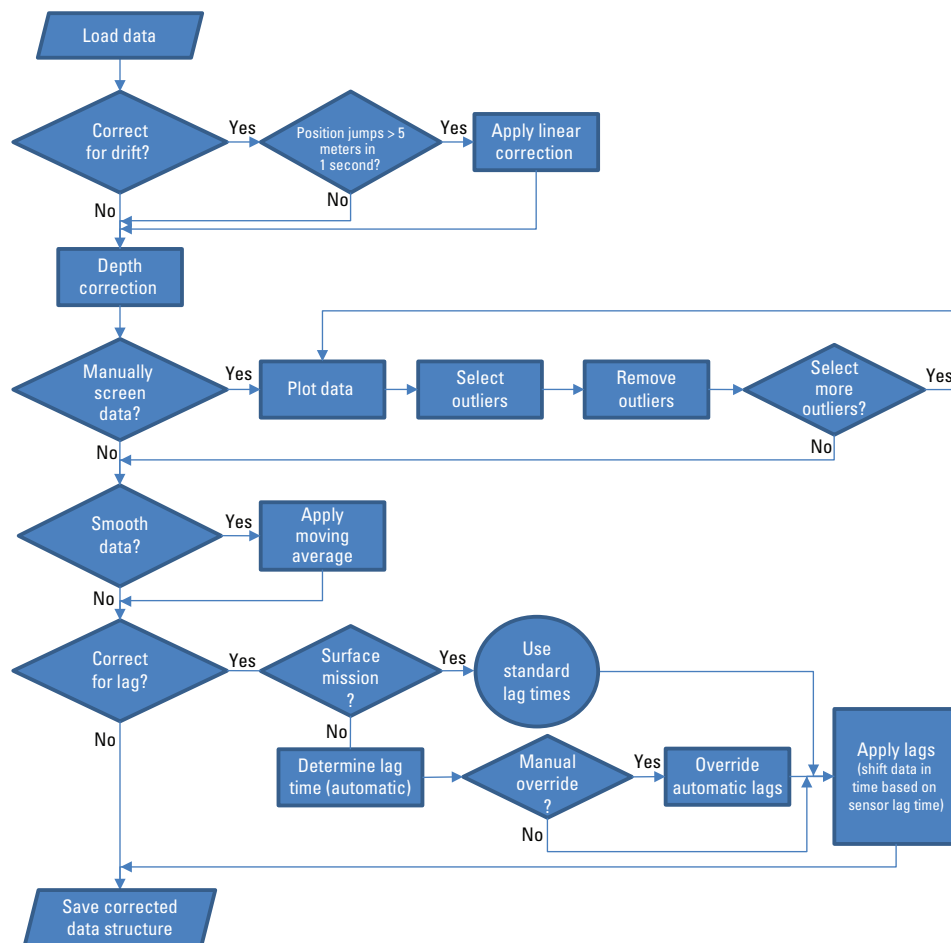 Load data
Correct
for drift?
Yes
Position jumps > 5
meters in
1 second?
Yes
Apply linear
correction
No
No
Depth
correction
Manually
screen
data?
Yes
Plot data
Select
outliers
Remove
outliers
Select
more
outliers?
Yes
No
No
Smooth
data?
Yes
Apply
moving
average
No
Correct
for lag?
Yes
Surface
mission
?
Yes
Use
standard
lag times
No
No
Determine lag
time (automatic)
Manual
override
?
Yes
Override
automatic lags
No
Apply lags
(shift data in
time based on
sensor lag time)
Save corrected
data structure